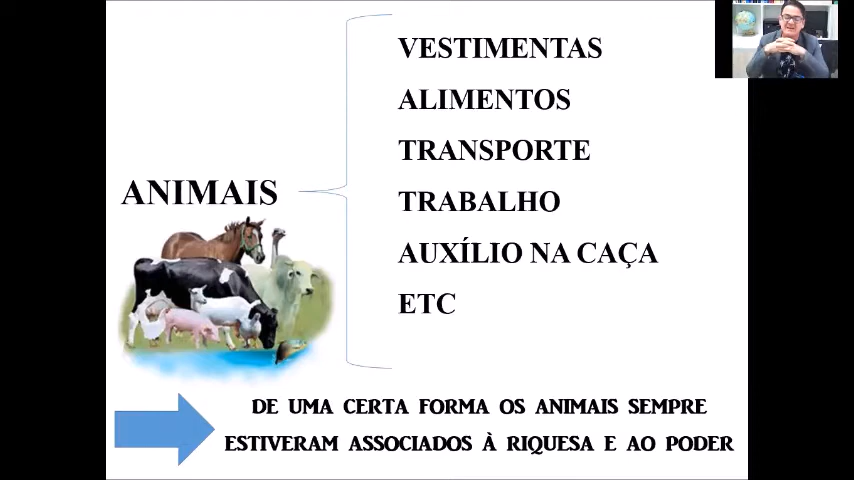 VESTIMENTAS
ALIMENTOS
TRANSPORTE
ANIMAIS
TRABALHO
AUXÍLIO NA CAÇA
ETC
DE UMA CERTA FORMA OS ANIMAIS SEMPRE
ESTIVERAM ASSOCIADOS À RIQUESA E AO PODER